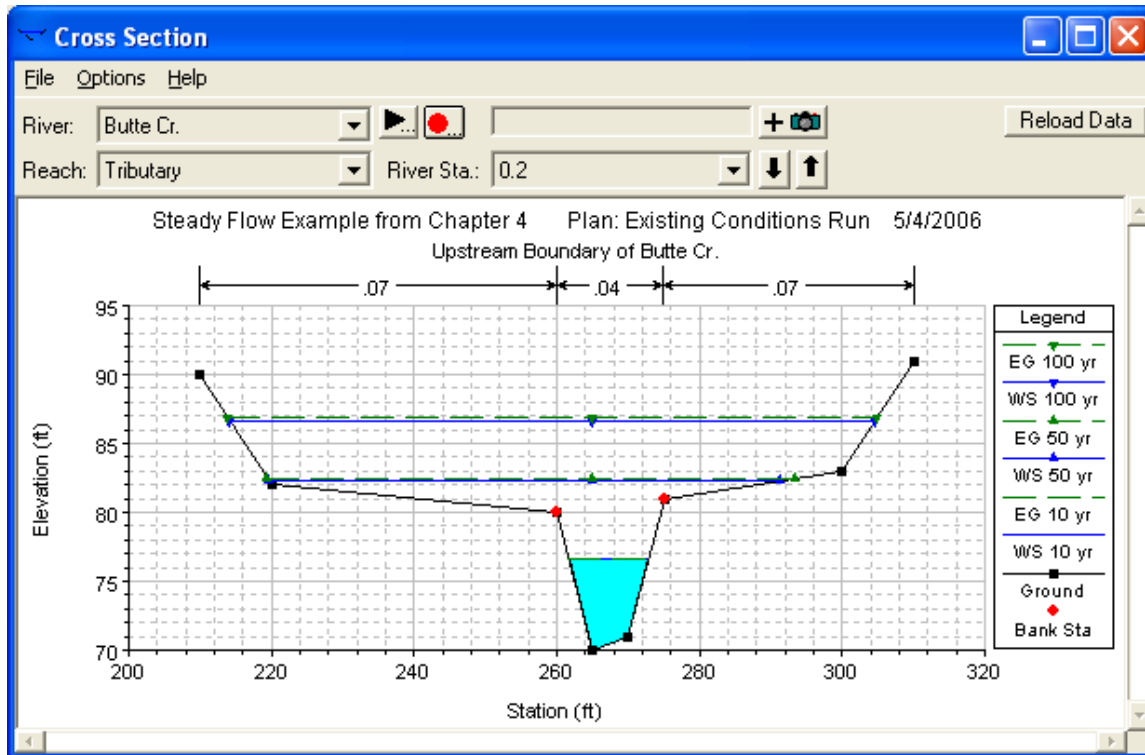 Cross Section
File Options Help
River: Butte Cr. Reload Data
Reach: Tributary River Sta.: 0.2
Steady Flow Example from Chapter 4 Plan: Existing Conditions Run 5/4/2006
Upstream Boundary of Butte Cr.
.07 .04 .07
95
90
85
80
75
70
Elevation (ft)
200 220 240 260 280 300 320
Station (ft)
Legend
EG 100 yr
WS 100 yr
EG 50 yr
WS 50 yr
EG 10 yr
WS 10 yr
Ground
Bank Sta